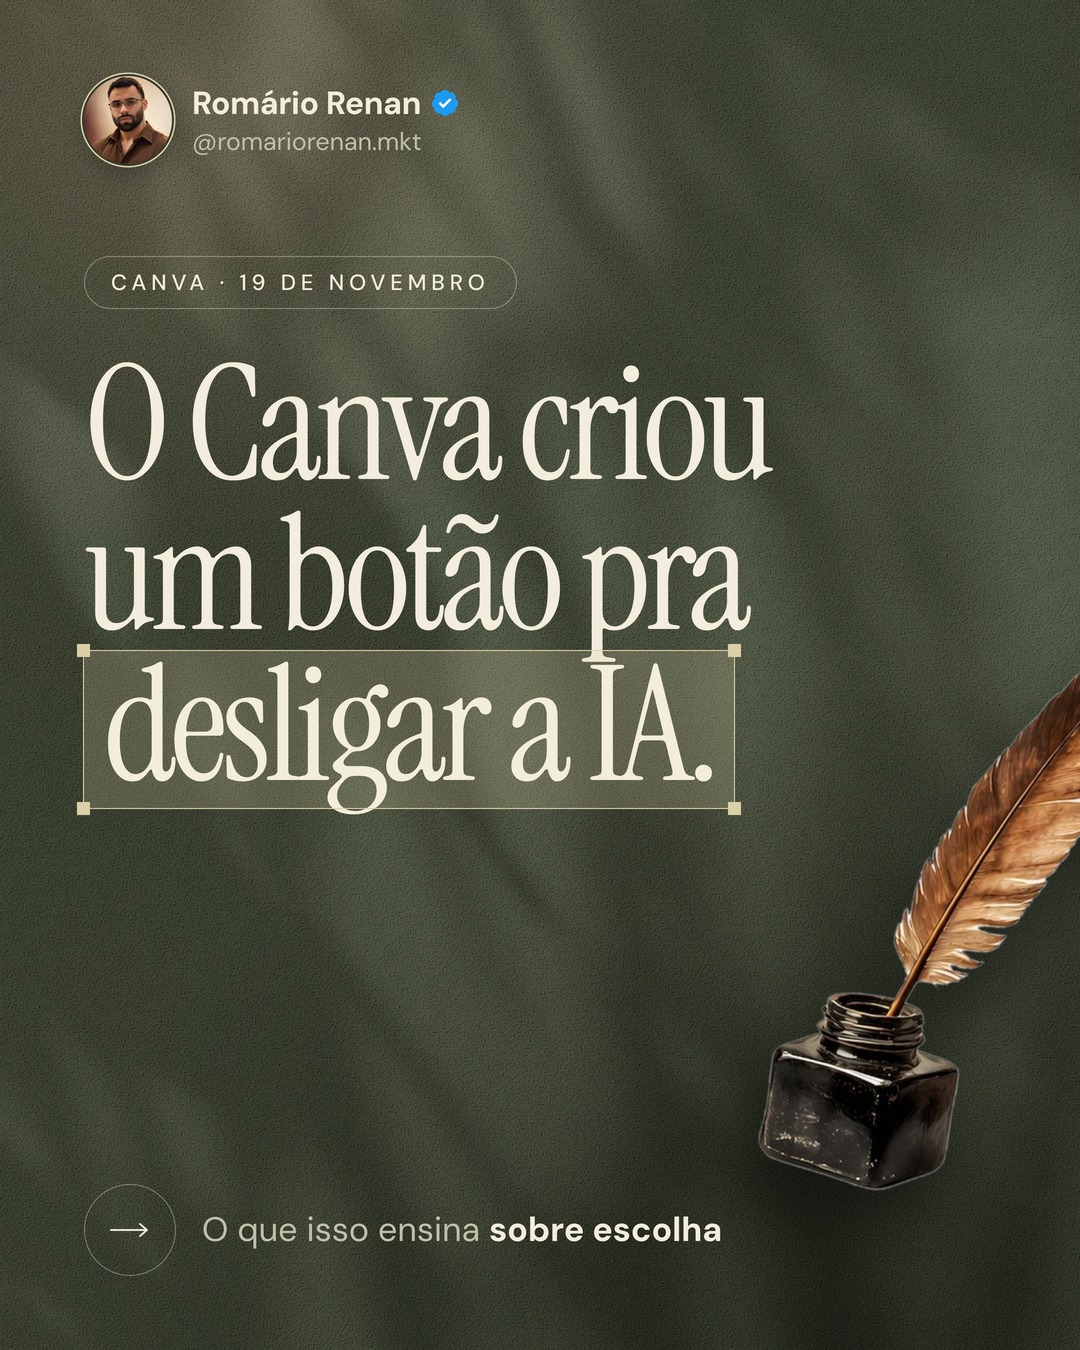 Romário Renan
@romariorenan.mkt
CANVA · 19 DE NOVEMBRO
O Canva criou
um botão pra
desligar a IA.
O que isso ensina sobre escolha